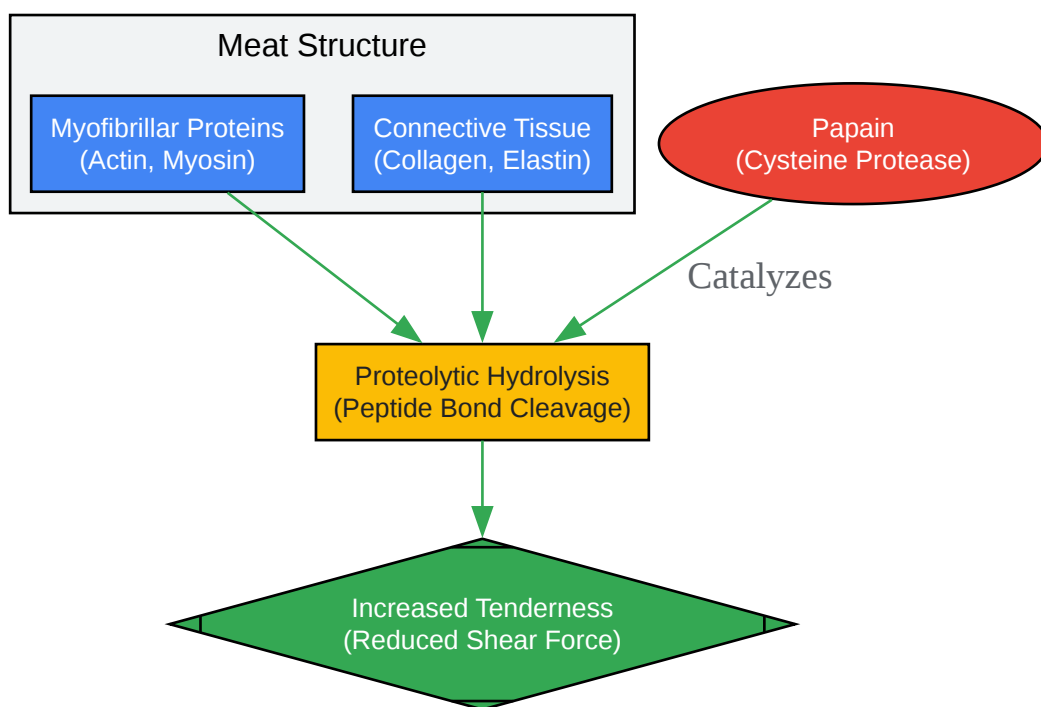 Meat Structure
Myofibrillar Proteins
(Actin, Myosin)
Connective Tissue
(Collagen, Elastin)
Papain
(Cysteine Protease)
Catalyzes
Proteolytic Hydrolysis
(Peptide Bond Cleavage)
Increased Tenderness
(Reduced Shear Force)